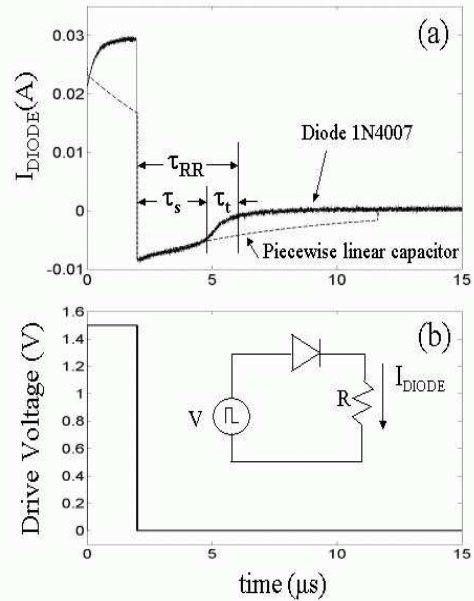 (a)
I_DIODE(A)
0.03
0.02
0.01
0
-0.01
τ_RR
τ_s
τ_t
Diode 1N4007
Piecewise linear capacitor
0
5
10
15
(b)
Drive Voltage (V)
1.6
1.4
1.2
1
0.8
0.6
0.4
0.2
0
V
R
I_DIODE
0
5
10
15
time (μs)